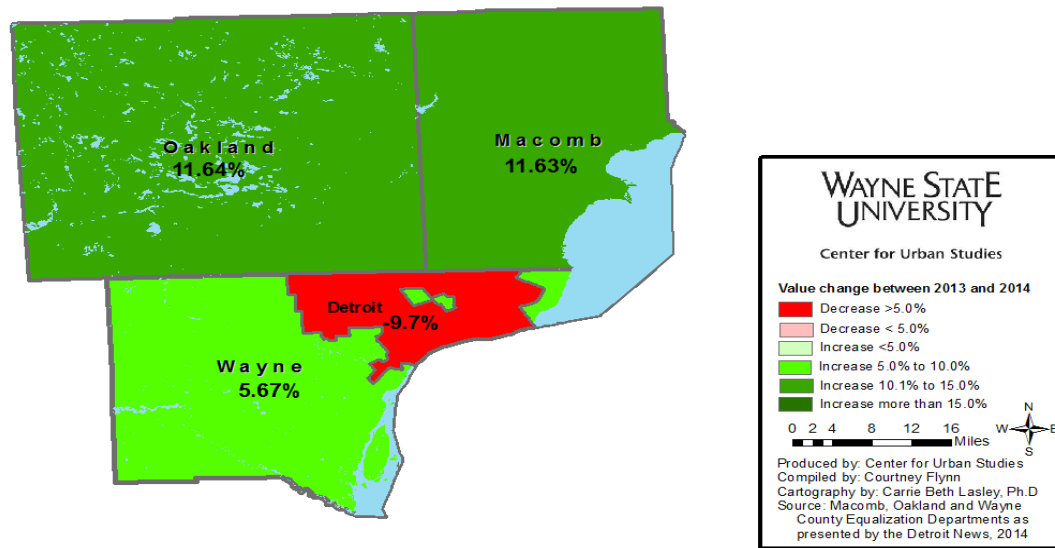 Oakland
11.64%
Macomb
11.63%
Detroit
-9.7%
Wayne
5.67%
WAYNE STATE
UNIVERSITY
Center for Urban Studies
Value change between 2013 and 2014
Decrease >5.0%
Decrease < 5.0%
Increase <5.0%
Increase 5.0% to 10.0%
Increase 10.1% to 15.0%
Increase more than 15.0%
N
W E
S
0 2 4 8 12 16
Miles
Produced by: Center for Urban Studies
Compiled by: Courtney Flynn
Cartography by: Carrie Beth Lasley, Ph.D
Source: Macomb, Oakland and Wayne
County Equalization Departments as
presented by the Detroit News, 2014